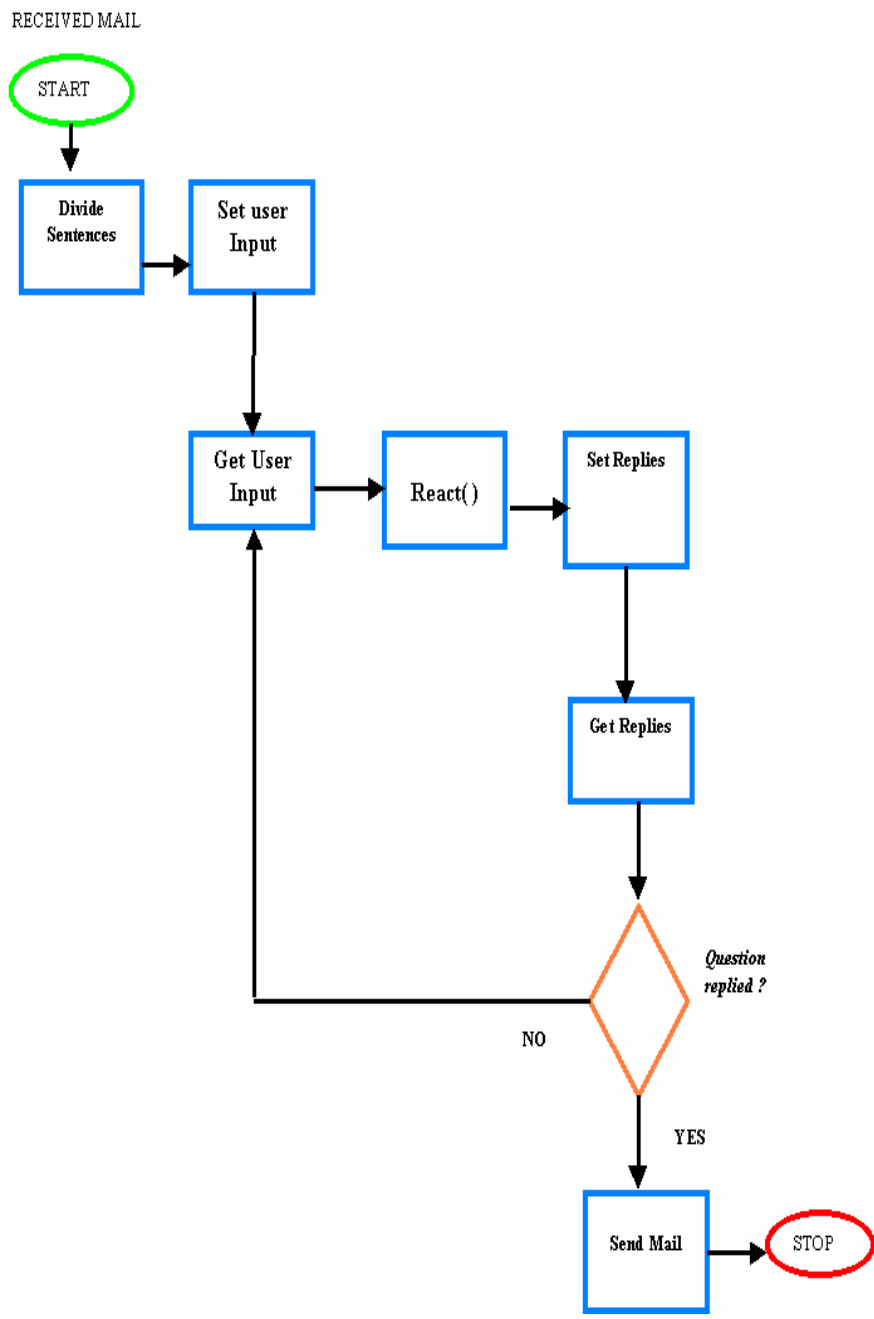 RECEIVED MAIL
START
Divide
Sentences
Set user
Input
Get User
Input
React( )
Set Replies
Get Replies
Question
replied ?
NO
YES
Send Mail
STOP